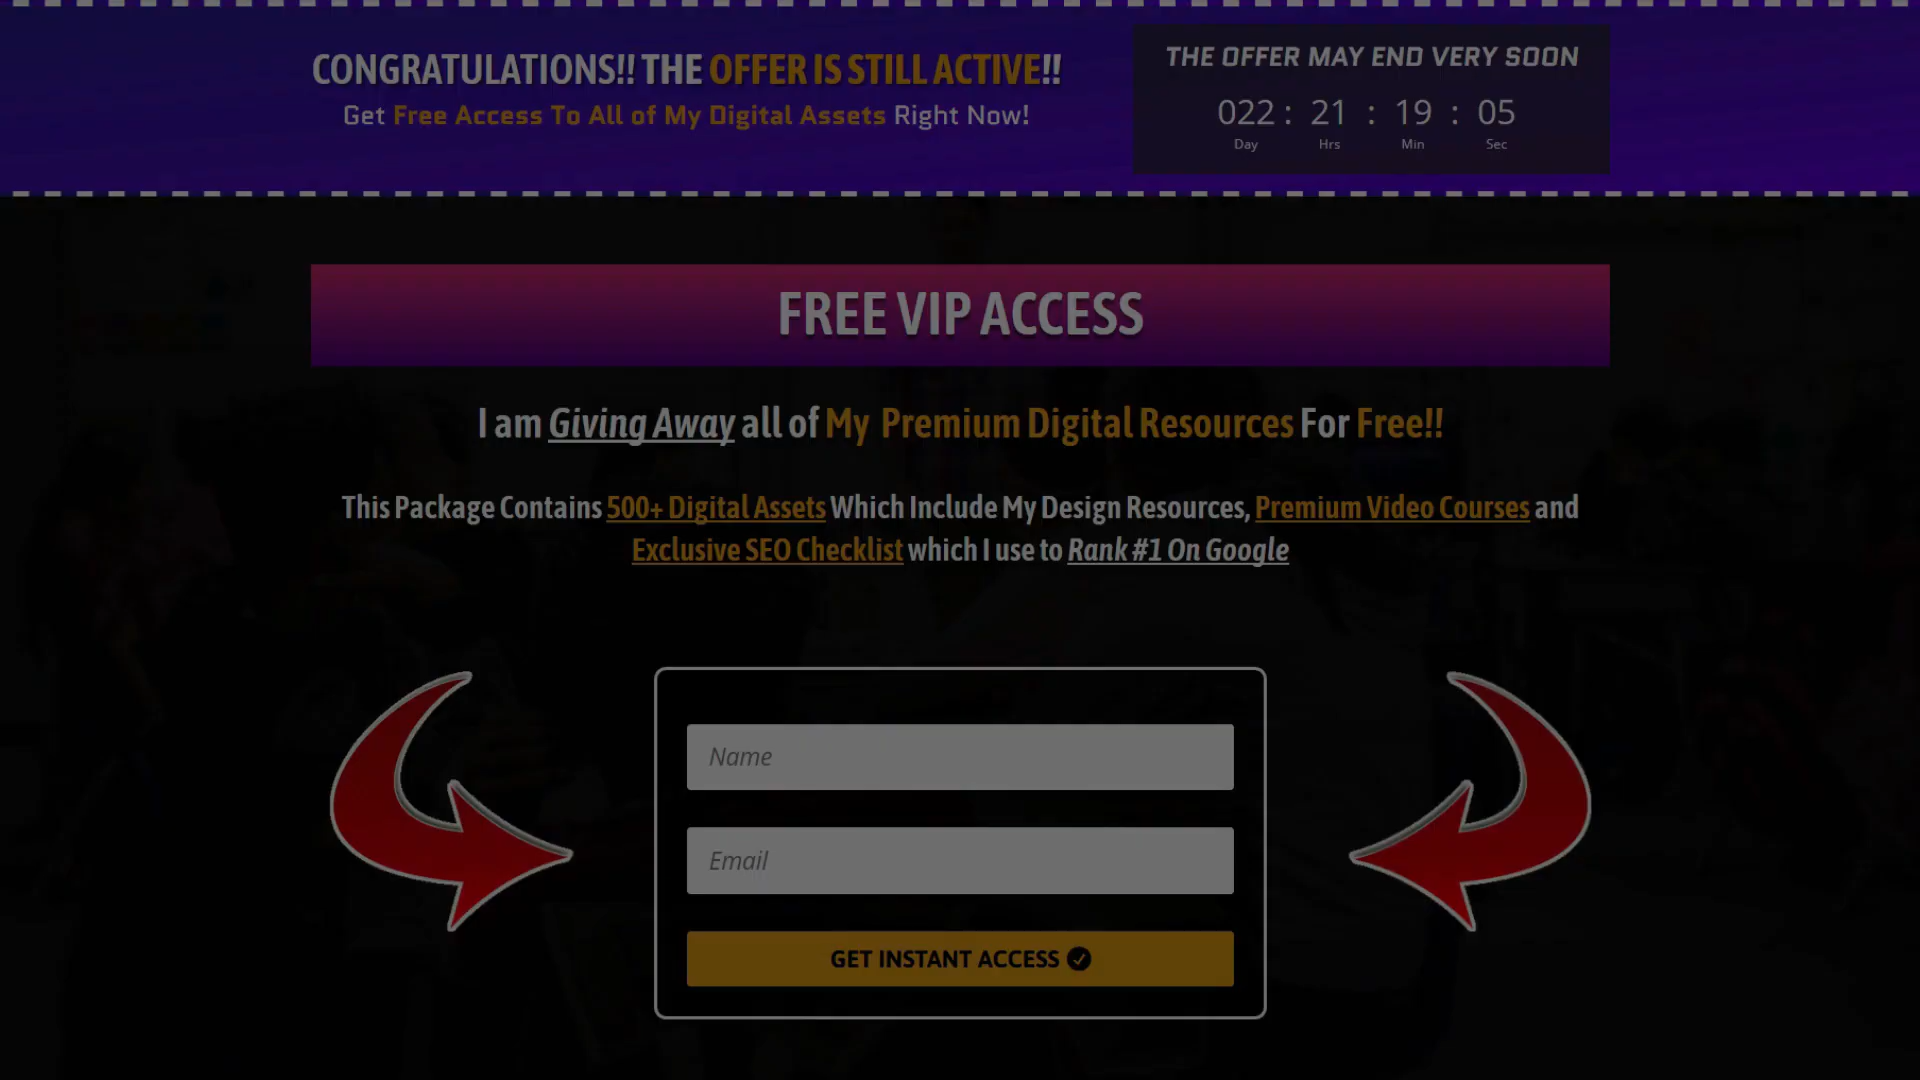 CONGRATULATIONS!! THE OFFER IS STILL ACTIVE!!
Get Free Access To All of My Digital Assets Right Now!
THE OFFER MAY END VERY SOON
022 : 21 : 19 : 05
Day Hrs Min Sec
FREE VIP ACCESS
I am Giving Away all of My Premium Digital Resources For Free!!
This Package Contains 500+ Digital Assets Which Include My Design Resources, Premium Video Courses and
Exclusive SEO Checklist which I use to Rank #1 On Google
Name
Email
GET INSTANT ACCESS